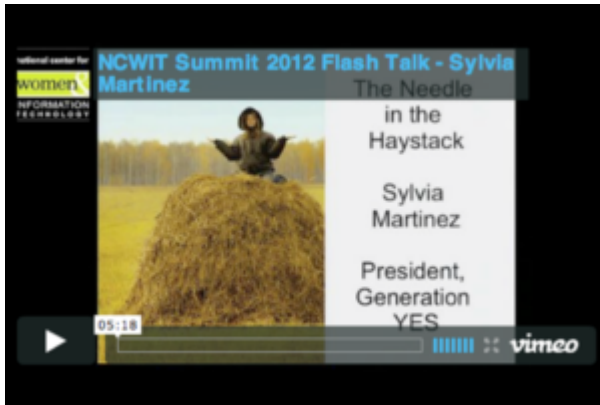 national center for
women&
INFORMATION
TECHNOLOGY
NCWIT Summit 2012 Flash Talk - Sylvia
Martinez
The Needle
in the
Haystack
Sylvia
Martinez
President,
Generation
YES
05:18
vimeo